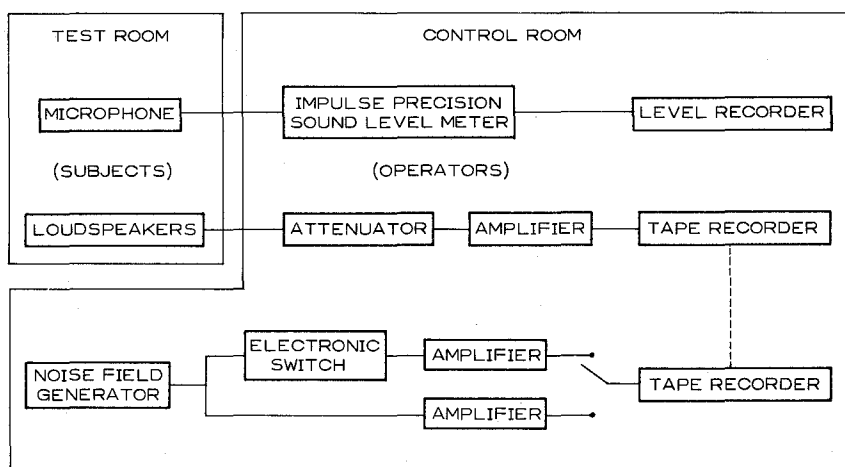 TEST ROOM
CONTROL ROOM
MICROPHONE
IMPULSE PRECISION
SOUND LEVEL METER
LEVEL RECORDER
(SUBJECTS)
(OPERATORS)
LOUDSPEAKERS
ATTENUATOR
AMPLIFIER
TAPE RECORDER
ELECTRONIC
SWITCH
AMPLIFIER
NOISE FIELD
GENERATOR
TAPE RECORDER
AMPLIFIER